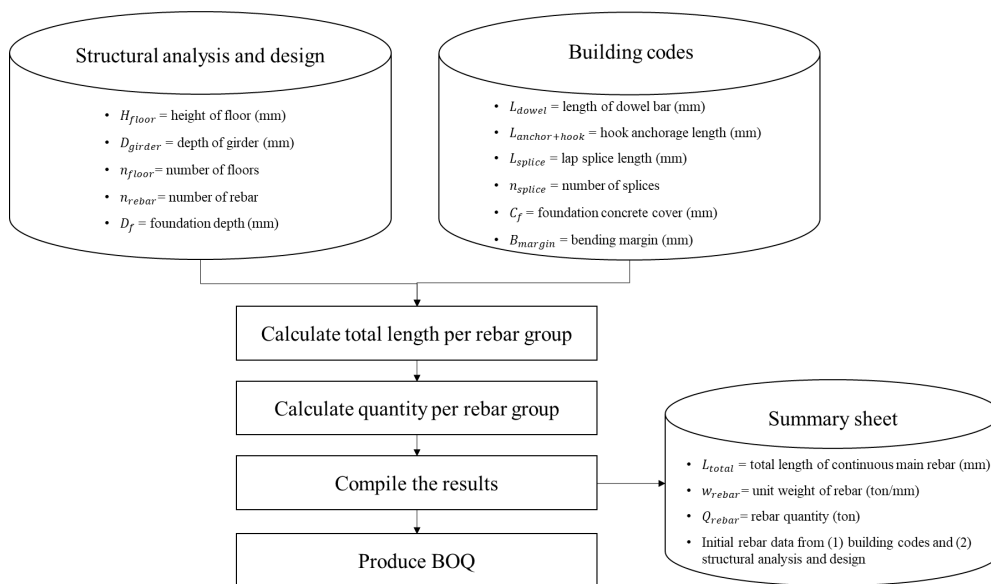 Structural analysis and design
• H_floor = height of floor (mm)
• D_girder = depth of girder (mm)
• n_floor= number of floors
• n_rebar= number of rebar
• D_f = foundation depth (mm)
Building codes
• L_dowel = length of dowel bar (mm)
• L_anchor+hook = hook anchorage length (mm)
• L_splice = lap splice length (mm)
• n_splice = number of splices
• C_f = foundation concrete cover (mm)
• B_margin = bending margin (mm)
Calculate total length per rebar group
Calculate quantity per rebar group
Compile the results
Produce BOQ
Summary sheet
• L_total = total length of continuous main rebar (mm)
• w_rebar= unit weight of rebar (ton/mm)
• Q_rebar= rebar quantity (ton)
• Initial rebar data from (1) building codes and (2)
structural analysis and design